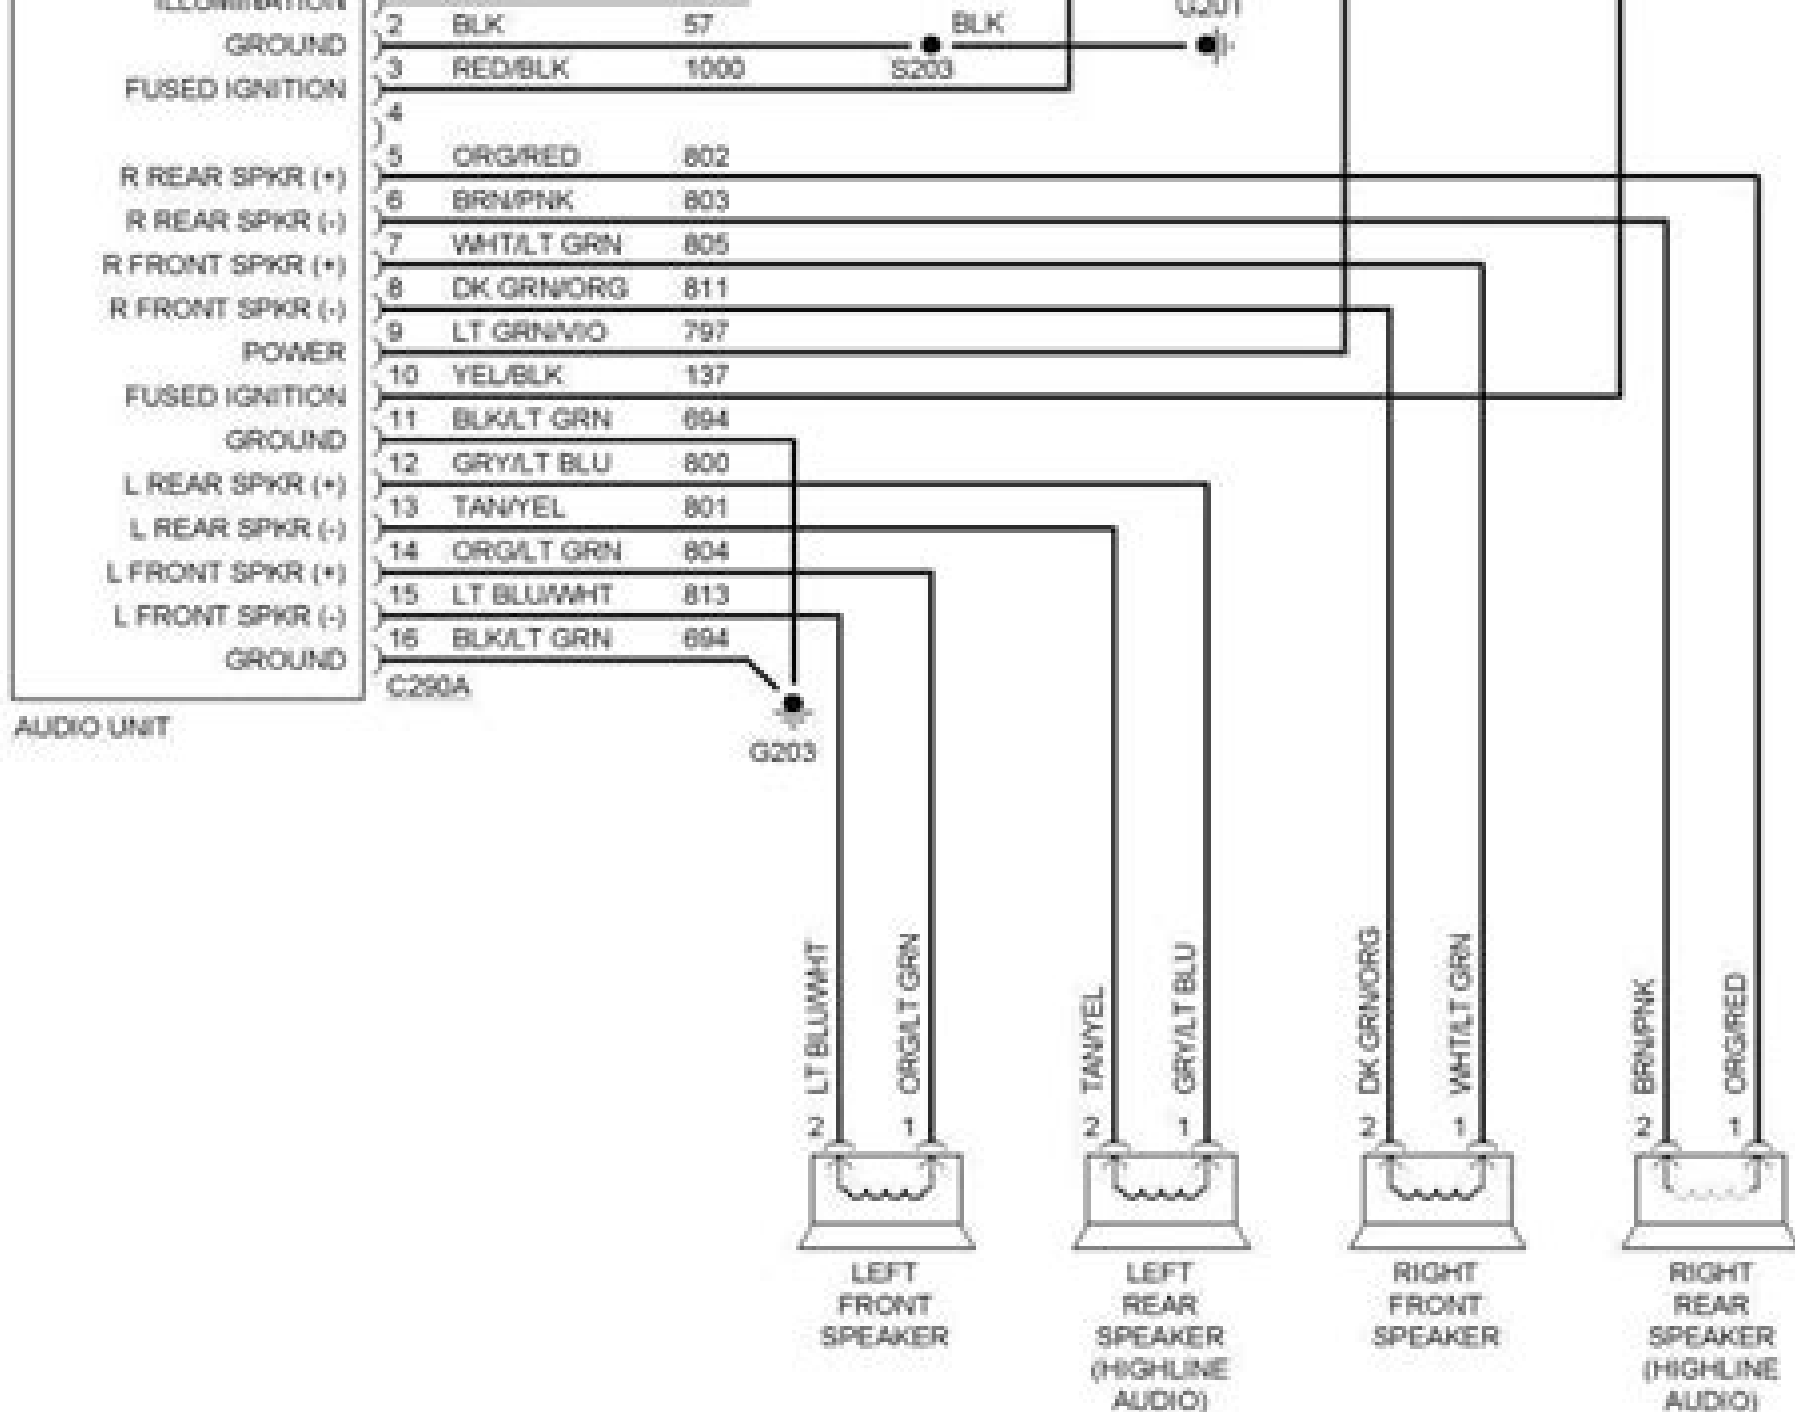 ILLUMINATION
2 BLK 57 BLK G201
GROUND
S203
3 RED/BLK 1000
FUSED IGNITION
4
5 ORG/RED 802
R REAR SPKR (+)
6 BRN/PNK 803
R REAR SPKR (-)
7 WHT/LT GRN 805
R FRONT SPKR (+)
8 DK GRN/ORG 811
R FRONT SPKR (-)
9 LT GRN/VIO 797
POWER
10 YEL/BLK 137
FUSED IGNITION
11 BLK/LT GRN 694
GROUND
12 GRY/LT BLU 800
L REAR SPKR (+)
13 TAN/YEL 801
L REAR SPKR (-)
14 ORG/LT GRN 804
L FRONT SPKR (+)
15 LT BLU/WHT 813
L FRONT SPKR (-)
16 BLK/LT GRN 694
GROUND
C290A
AUDIO UNIT
G203
2 LT BLU/WHT
1 ORG/LT GRN
2 TAN/YEL
1 GRY/LT BLU
2 DK GRN/ORG
1 WHT/LT GRN
2 BRN/PNK
1 ORG/RED
LEFT
FRONT
SPEAKER
LEFT
REAR
SPEAKER
(HIGHLINE
AUDIO)
RIGHT
FRONT
SPEAKER
RIGHT
REAR
SPEAKER
(HIGHLINE
AUDIO)